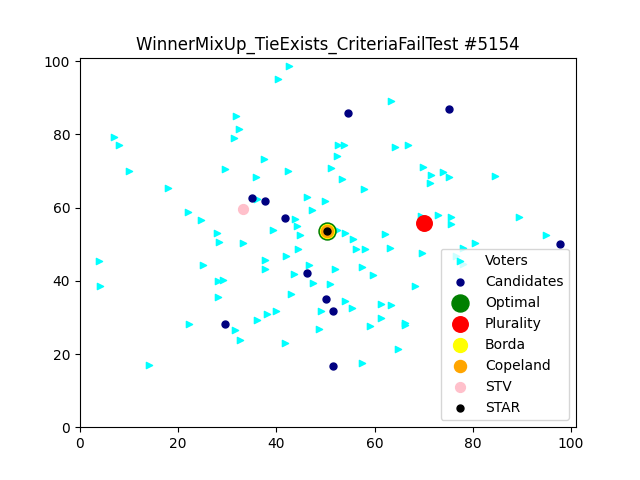 WinnerMixUp_TieExists_CriteriaFailTest #5154
100
80
60
40
20
0
Voters
Candidates
Optimal
Plurality
Borda
Copeland
STV
STAR
0 20 40 60 80 100